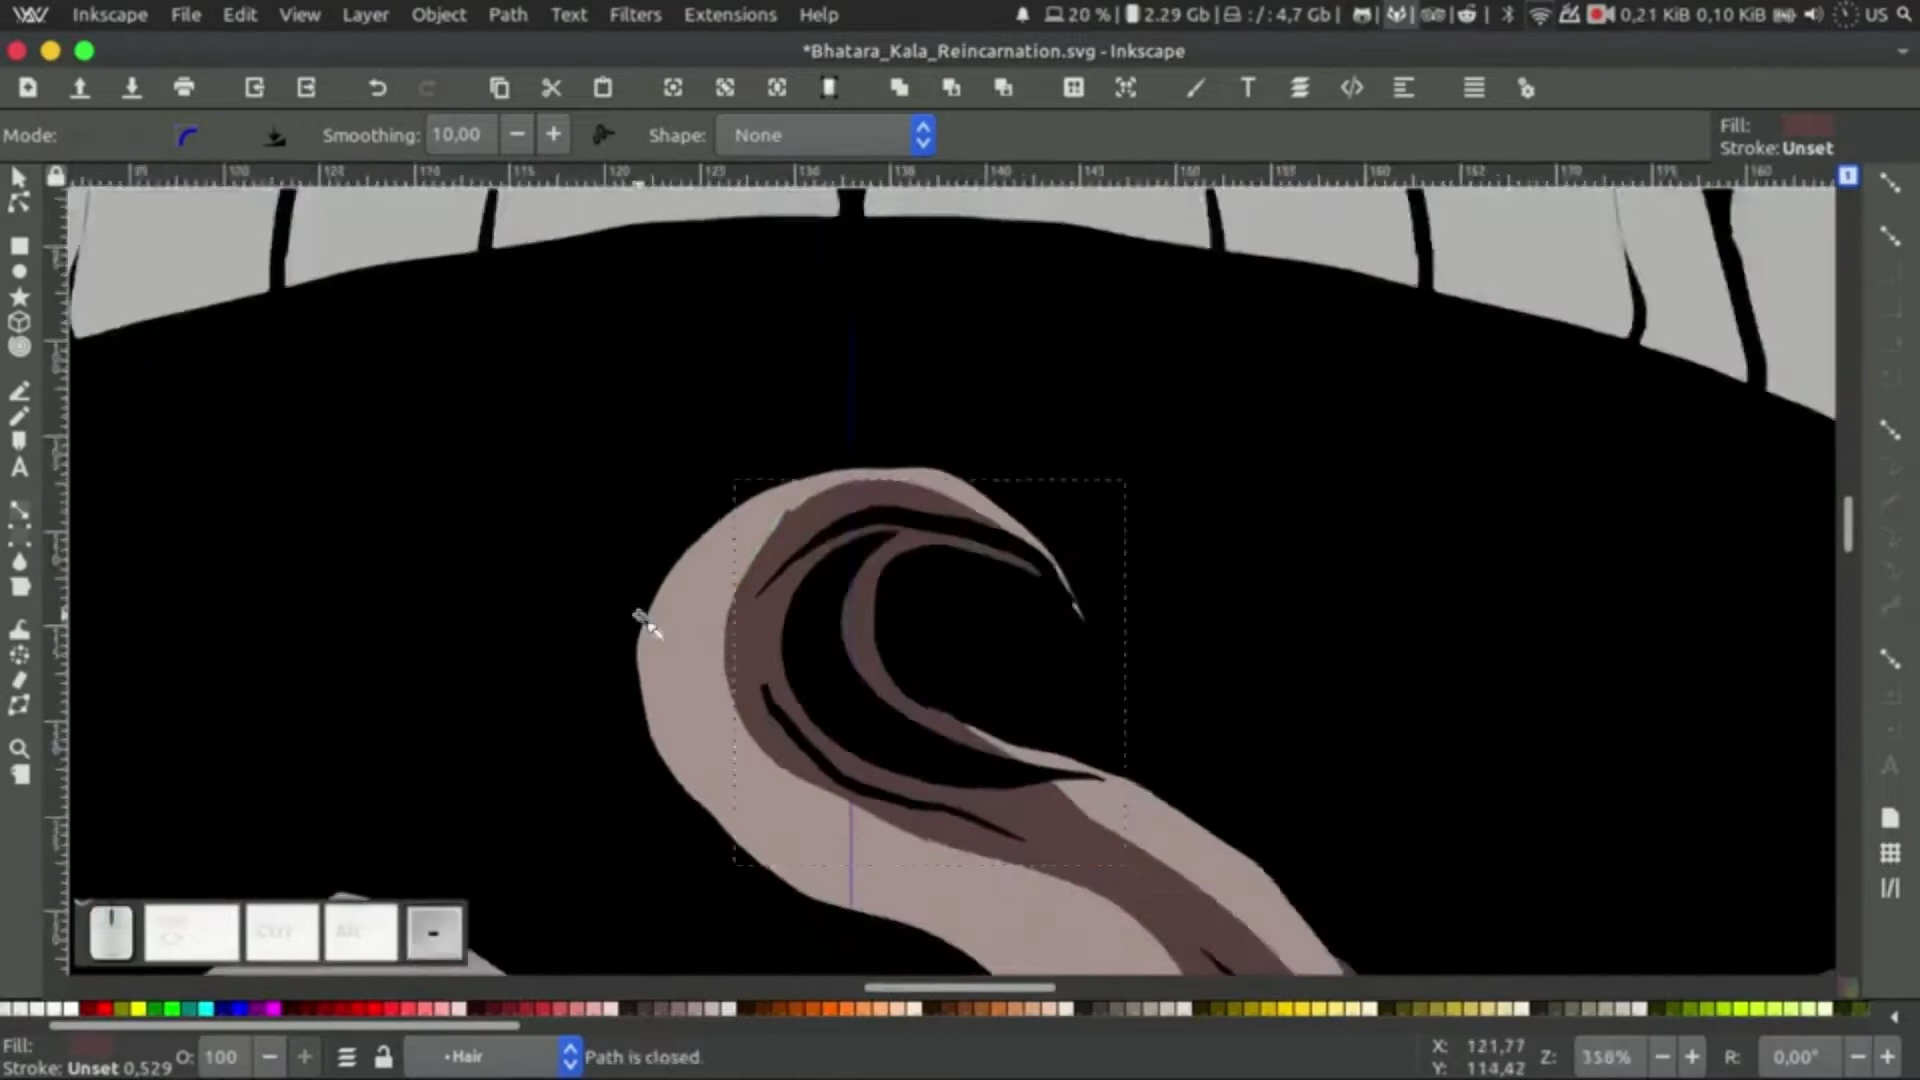 Inkscape File Edit View Layer Object Path Text Filters Extensions Help 20 % 2.29 Gb :/: 4,7 Gb 0,21 KiB 0,10 KiB US
*Bhatara_Kala_Reincarnation.svg - Inkscape
Mode: Smoothing: 10,00 Shape: None
Fill:
Stroke: Unset
Ctrl Alt -
Fill:
Stroke: Unset 0,529
O: 100 •Hair Path is closed.
X: 121,77
Y: 114,42
Z: R: 0,00°